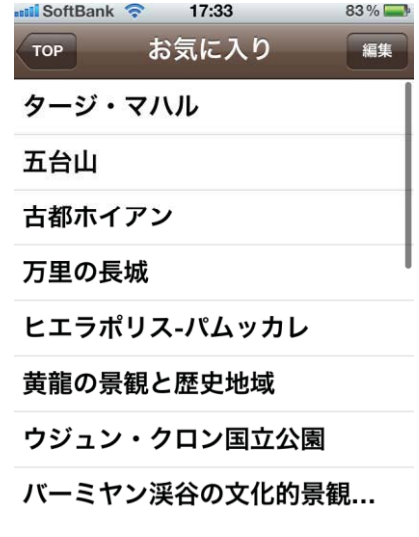 SoftBank 17:33 83%
TOP お気に入り 編集
タージ・マハル
五台山
古都ホイアン
万里の長城
ヒエラポリス-パムッカレ
黄龍の景観と歴史地域
ウジュン・クロン国立公園
バーミヤン渓谷の文化的景観...